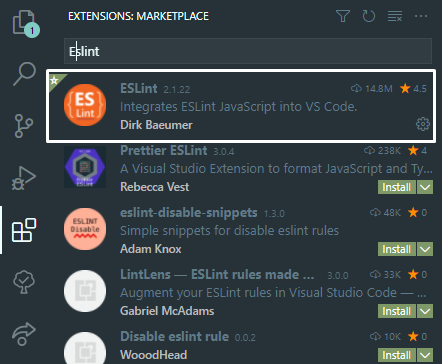 EXTENSIONS: MARKETPLACE
1
Eslint
ESLint 2.1.22 14.8M 4.5
ES
Lint
Integrates ESLint JavaScript into VS Code.
Dirk Baeumer
Prettier ESLint 3.0.4 238K 4
A Visual Studio Extension to format JavaScript and Ty...
Rebecca Vest Install
eslint-disable-snippets 1.3.0 48K 0
ESLINT
Disable
Simple snippets for disable eslint rules
Adam Knox Install
LintLens — ESLint rules made ... 3.0.0 33K 0
Augment your ESLint rules in Visual Studio Code — ...
Gabriel McAdams Install
Disable eslint rule 0.0.2 10K 0
WooodHead Install